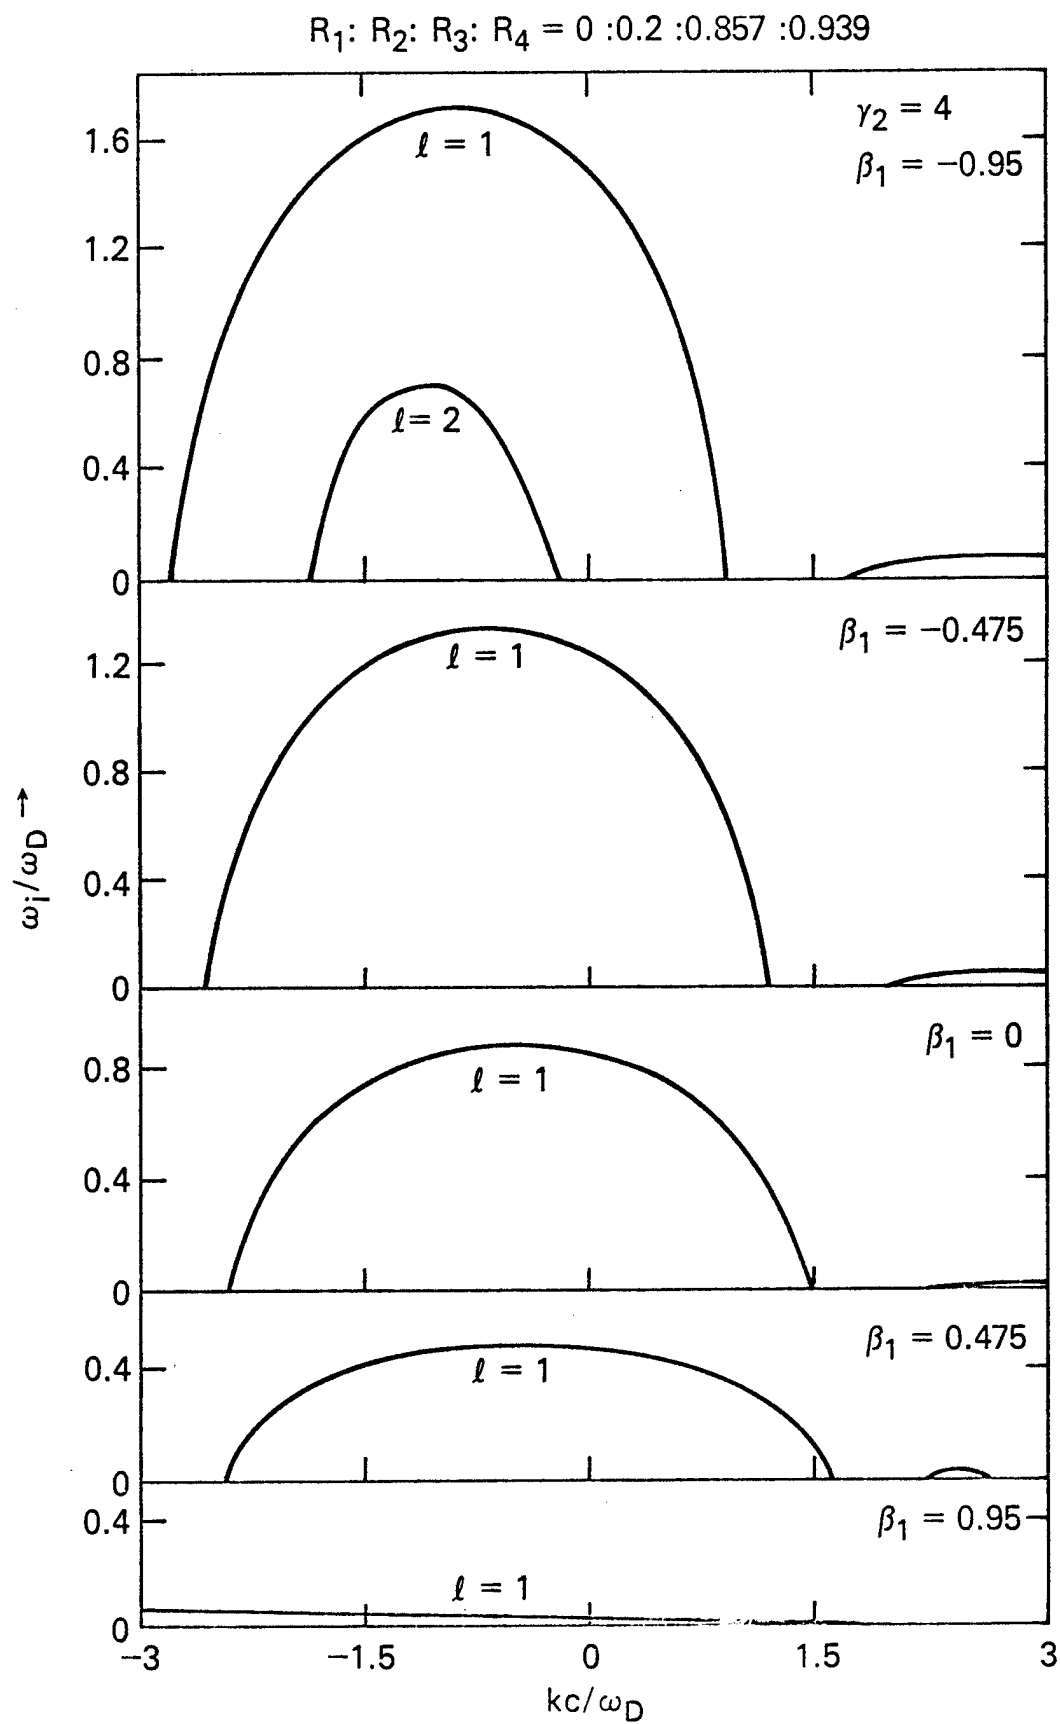 R₁: R₂: R₃: R₄ = 0 :0.2 :0.857 :0.939
γ₂ = 4
β₁ = −0.95
1.6
ℓ = 1
1.2
0.8
ℓ = 2
0.4
0
β₁ = −0.475
1.2
ℓ = 1
0.8
0.4
0
β₁ = 0
0.8
ℓ = 1
0.4
0
β₁ = 0.475
0.4
ℓ = 1
0
β₁ = 0.95
0.4
ℓ = 1
0
ωᵢ/ω_D →
−3 −1.5 0 1.5 3
kc/ω_D